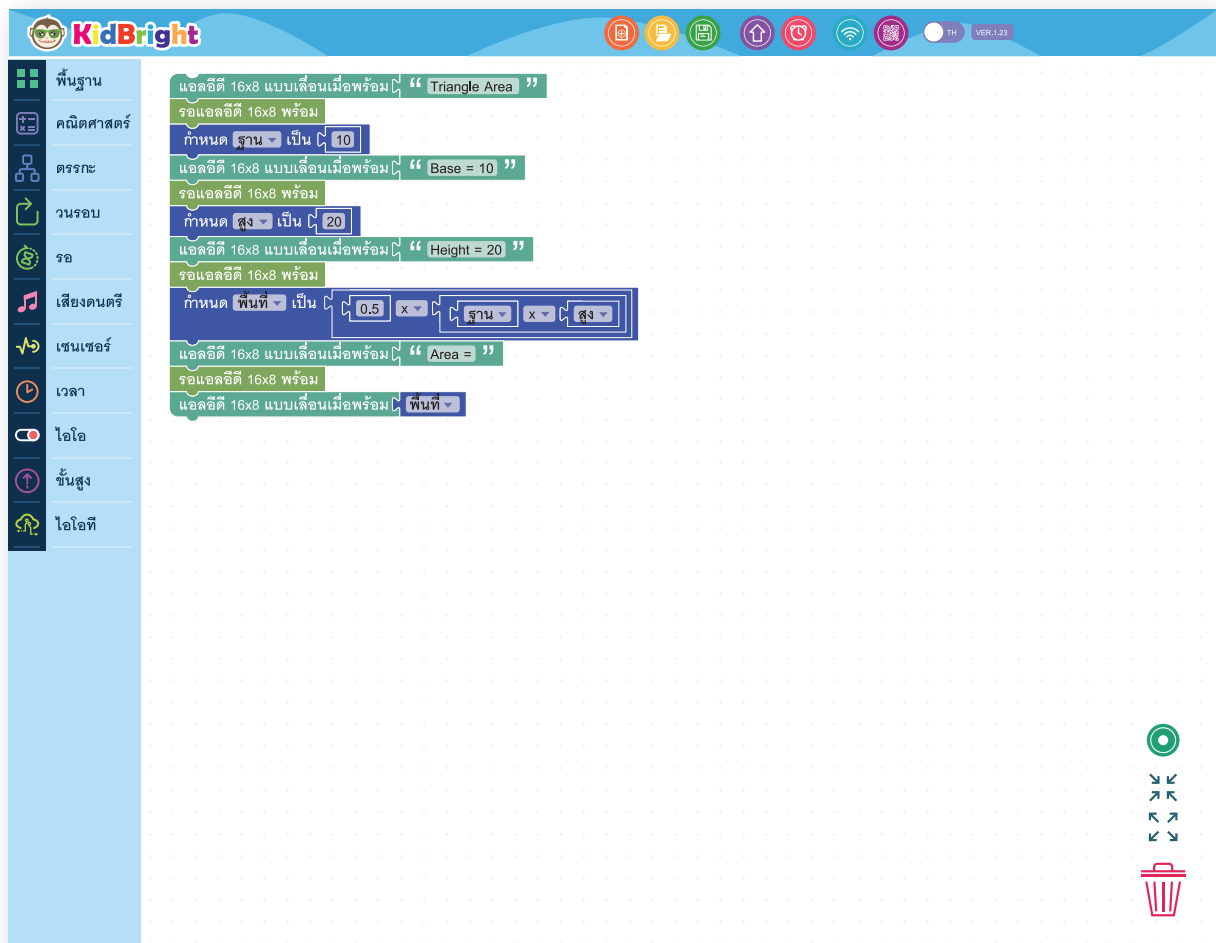 KidBright
TH
VER.1.23
พื้นฐาน
คณิตศาสตร์
ตรรกะ
วนรอบ
รอ
เสียงดนตรี
เซนเซอร์
เวลา
ไอโอ
ขั้นสูง
ไอโอที
แอลอีดี 16x8 แบบเลื่อนเมื่อพร้อม “ Triangle Area ”
รอแอลอีดี 16x8 พร้อม
กำหนด ฐาน เป็น 10
แอลอีดี 16x8 แบบเลื่อนเมื่อพร้อม “ Base = 10 ”
รอแอลอีดี 16x8 พร้อม
กำหนด สูง เป็น 20
แอลอีดี 16x8 แบบเลื่อนเมื่อพร้อม “ Height = 20 ”
รอแอลอีดี 16x8 พร้อม
กำหนด พื้นที่ เป็น 0.5 x ฐาน x สูง
แอลอีดี 16x8 แบบเลื่อนเมื่อพร้อม “ Area = ”
รอแอลอีดี 16x8 พร้อม
แอลอีดี 16x8 แบบเลื่อนเมื่อพร้อม พื้นที่